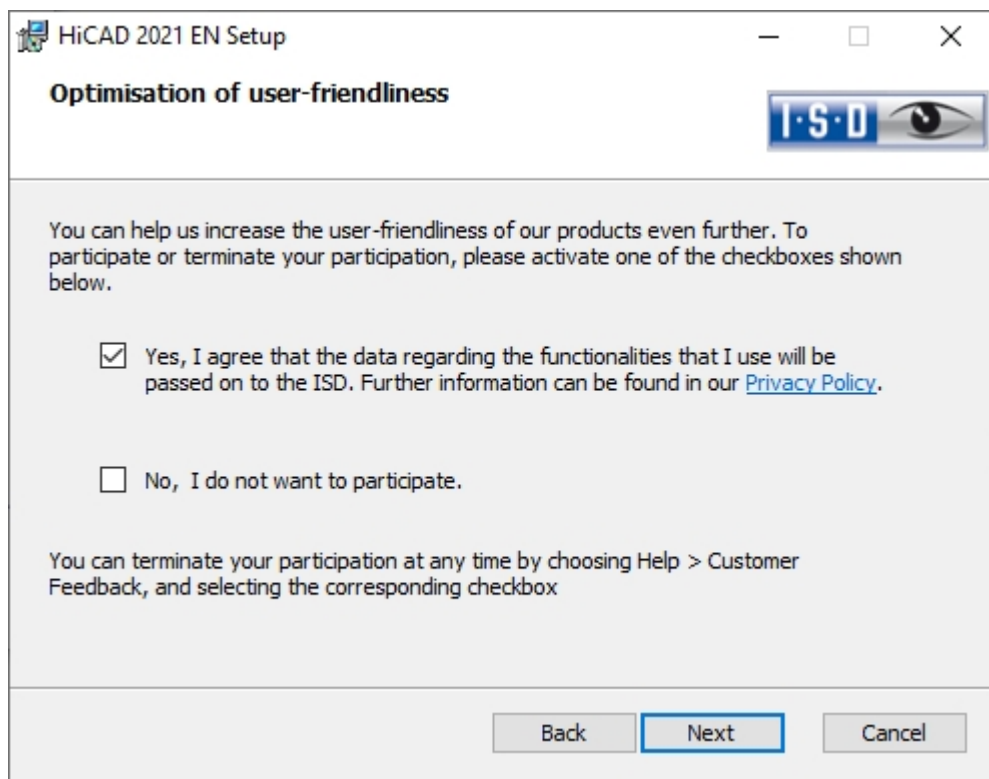 HiCAD 2021 EN Setup
Optimisation of user-friendliness
I·S·D
You can help us increase the user-friendliness of our products even further. To
participate or terminate your participation, please activate one of the checkboxes shown
below.
Yes, I agree that the data regarding the functionalities that I use will be
passed on to the ISD. Further information can be found in our Privacy Policy.
No, I do not want to participate.
You can terminate your participation at any time by choosing Help > Customer
Feedback, and selecting the corresponding checkbox
Back Next Cancel